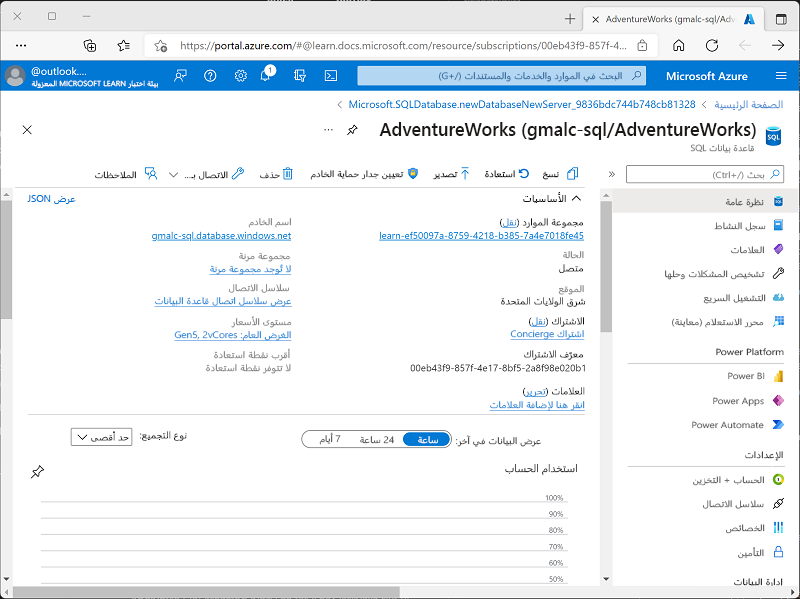 AdventureWorks (gmalc-sql/Adv
https://portal.azure.com/#@learn.docs.microsoft.com/resource/subscriptions/00eb43f9-857f-4...
Microsoft Azure
البحث في الموارد والخدمات والمستندات (G+/)
1
@outlook....
بيئة اختبار MICROSOFT LEARN المعزولة
الصفحة الرئيسية
Microsoft.SQLDatabase.newDatabaseNewServer_9836bdc744b748cb81328
AdventureWorks (gmalc-sql/AdventureWorks)
...
قاعدة بيانات SQL
بحث (Ctrl+/)
نظرة عامة
سجل النشاط
العلامات
تشخيص المشكلات وحلها
التشغيل السريع
محرر الاستعلام (معاينة)
Power Platform
Power BI
Power Apps
Power Automate
الإعدادات
الحساب + التخزين
سلاسل الاتصال
الخصائص
التأمين
إدارة البيانات
نسخ
استعادة
تصدير
تعيين جدار حماية الخادم
حذف
الاتصال بـ...
الملاحظات
الأساسيات
عرض JSON
مجموعة الموارد (نقل)
learn-ef50097a-8759-4218-b385-7a4e7018fe45
الحالة
متصل
الموقع
شرق الولايات المتحدة
الاشتراك (نقل)
اشتراك Concierge
معرّف الاشتراك
00eb43f9-857f-4e17-8bf5-2a8f98e020b1
العلامات (تحرير)
انقر هنا لإضافة العلامات
اسم الخادم
gmalc-sql.database.windows.net
مجموعة مرنة
لا تُوجد مجموعة مرنة
سلاسل الاتصال
عرض سلاسل اتصال قاعدة البيانات
مستوى الأسعار
الغرض العام: Gen5, 2vCores
أقرب نقطة استعادة
لا تتوفر نقطة استعادة
عرض البيانات في آخر:
ساعة
24 ساعة
7 أيام
نوع التجميع:
حد أقصى
استخدام الحساب
100%
90%
80%
70%
60%
50%